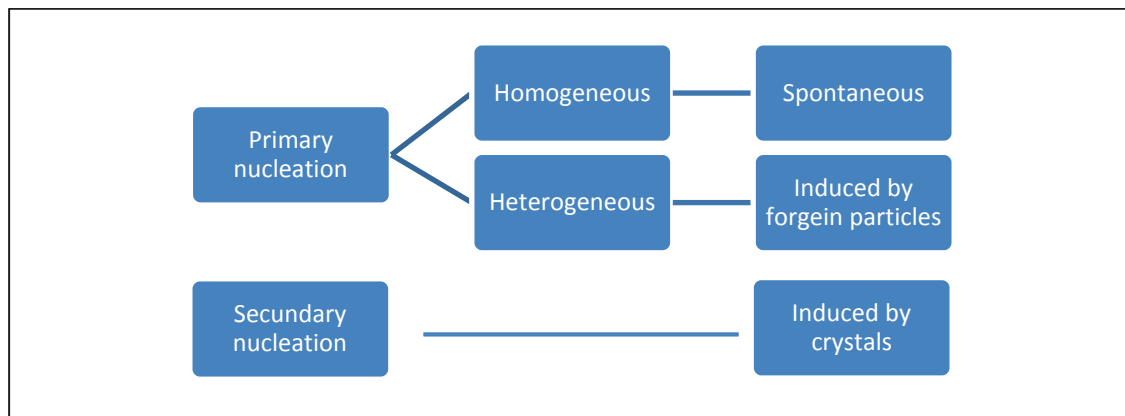 Primary
nucleation
Homogeneous
Spontaneous
Heterogeneous
Induced by
forgein particles
Secundary
nucleation
Induced by
crystals